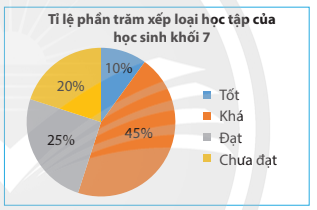 Tỉ lệ phần trăm xếp loại học tập của
học sinh khối 7
10%
20%
45%
25%
Tốt
Khá
Đạt
Chưa đạt